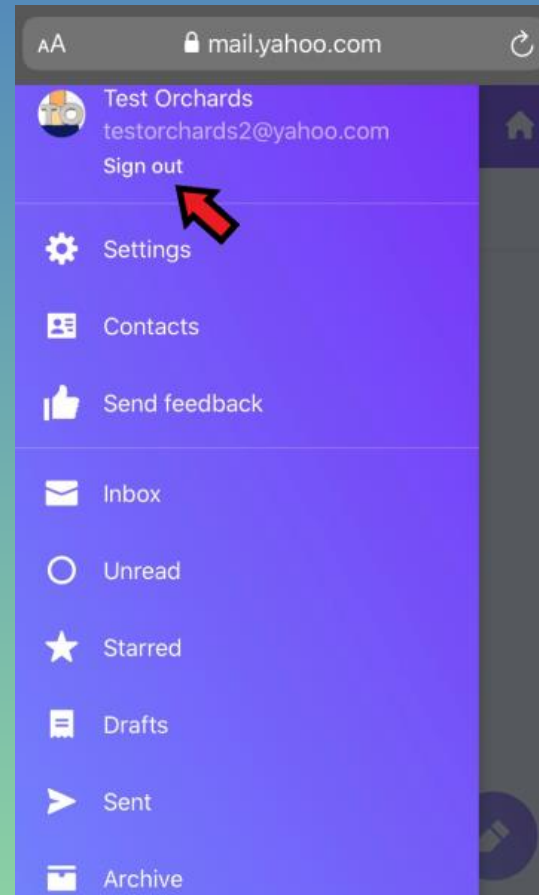 AA
mail.yahoo.com
TO
Test Orchards
testorchards2@yahoo.com
Sign out
Settings
Contacts
Send feedback
Inbox
Unread
Starred
Drafts
Sent
Archive